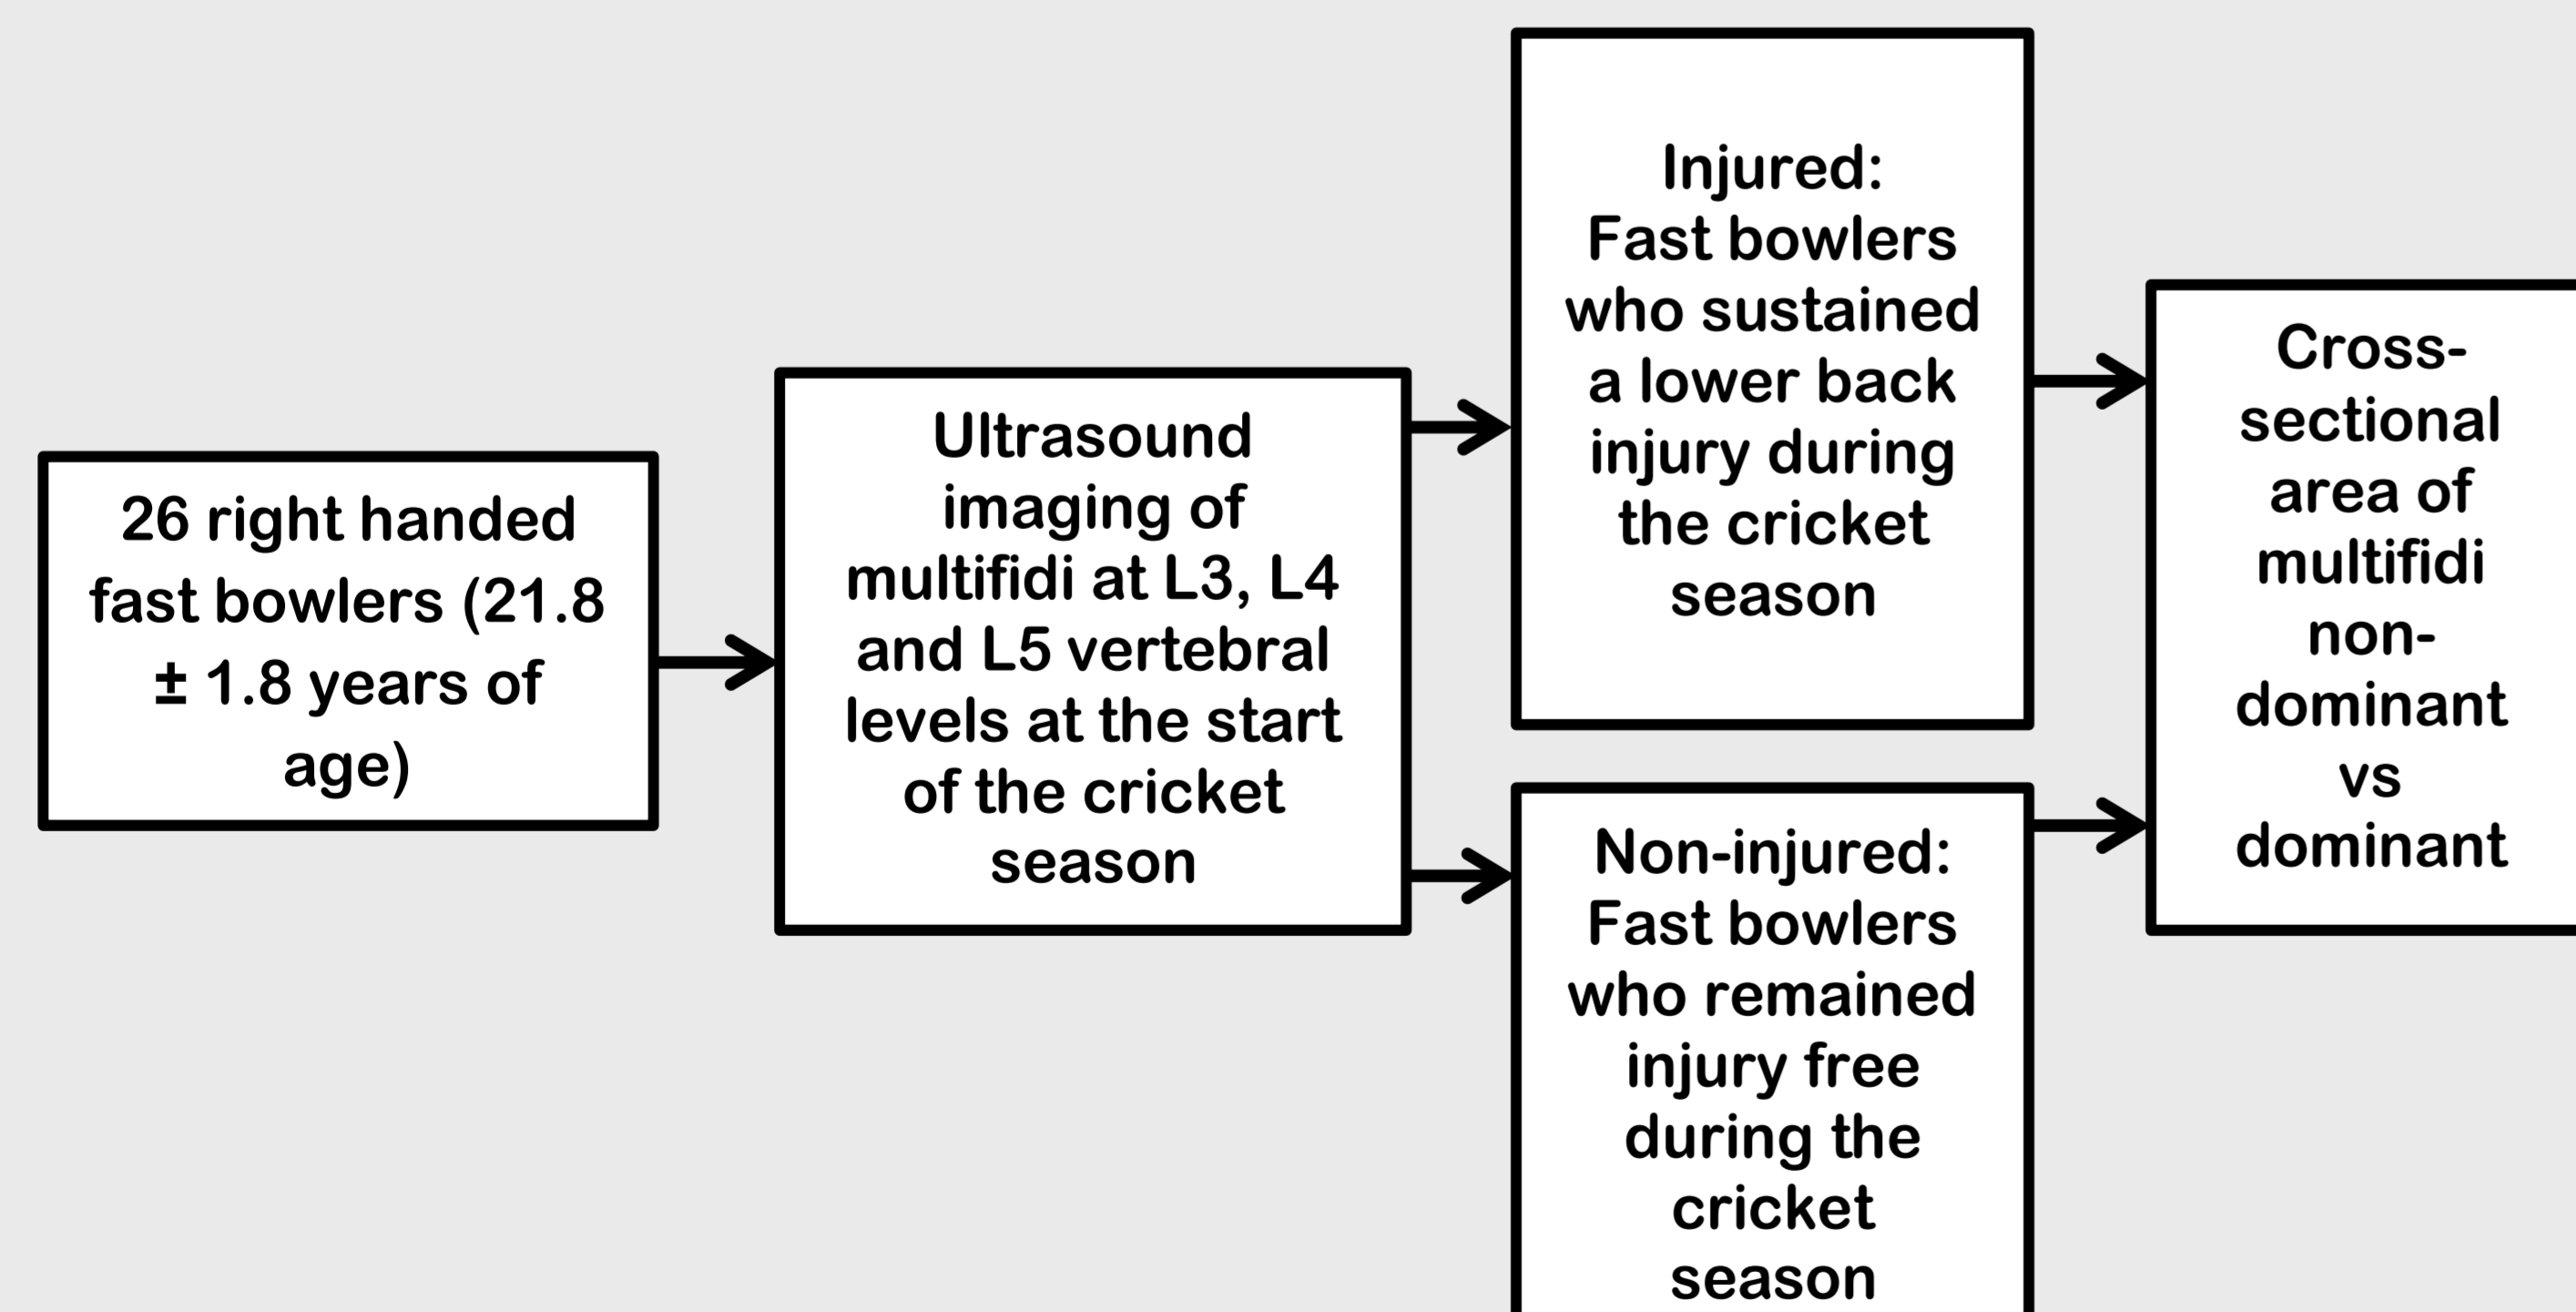 26 right handed
fast bowlers (21.8
± 1.8 years of
age)
Ultrasound
imaging of
multifidi at L3, L4
and L5 vertebral
levels at the start
of the cricket
season
Injured:
Fast bowlers
who sustained
a lower back
injury during
the cricket
season
Non-injured:
Fast bowlers
who remained
injury free
during the
cricket
season
Cross-
sectional
area of
multifidi
non-
dominant
vs
dominant